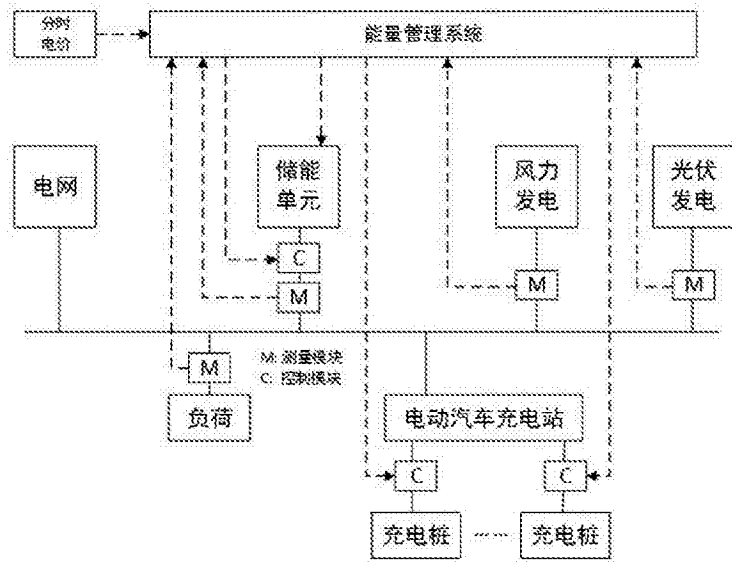 分时
电价
能量管理系统
电网
储能
单元
风力
发电
光伏
发电
C
M
M
M
M
M: 测量模块
C: 控制模块
负荷
电动汽车充电站
C
C
充电桩
充电桩